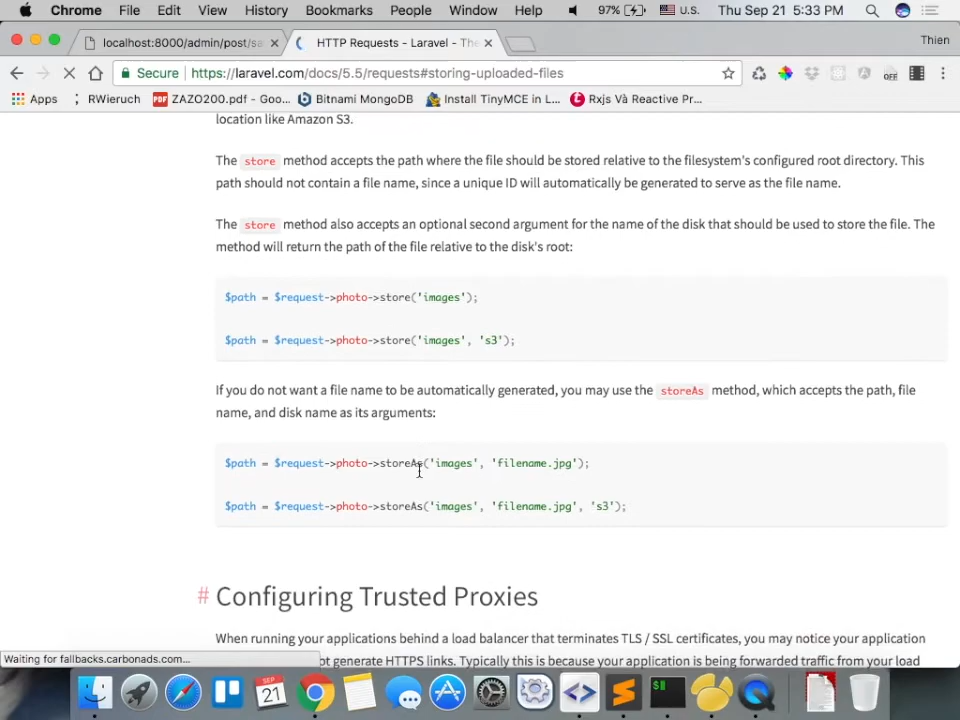 Chrome File Edit View History Bookmarks People Window Help 97% U.S. Thu Sep 21 5:33 PM
localhost:8000/admin/post/sa HTTP Requests - Laravel - The Thien
Secure https://laravel.com/docs/5.5/requests#storing-uploaded-files OFF
Apps RWieruch PDF ZAZO200.pdf - Goo... Bitnami MongoDB Install TinyMCE in L... Rxjs Và Reactive Pr...
location like Amazon S3.
The store method accepts the path where the file should be stored relative to the filesystem's configured root directory. This
path should not contain a file name, since a unique ID will automatically be generated to serve as the file name.
The store method also accepts an optional second argument for the name of the disk that should be used to store the file. The
method will return the path of the file relative to the disk's root:
$path = $request->photo->store('images');
$path = $request->photo->store('images', 's3');
If you do not want a file name to be automatically generated, you may use the storeAs method, which accepts the path, file
name, and disk name as its arguments:
$path = $request->photo->storeAs('images', 'filename.jpg');
$path = $request->photo->storeAs('images', 'filename.jpg', 's3');
# Configuring Trusted Proxies
When running your applications behind a load balancer that terminates TLS / SSL certificates, you may notice your application
ot generate HTTPS links. Typically this is because your application is being forwarded traffic from your load
Waiting for fallbacks.carbonads.com...
SEP
21